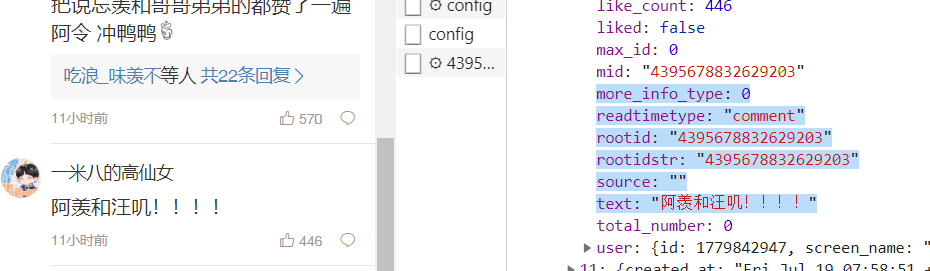 把说忘羡和哥哥弟弟的都赞了一遍
阿令 冲鸭鸭✌
吃浪_味羡不等人 共22条回复 >
11小时前 570
一米八的高仙女
阿羡和汪叽！！！！
11小时前 446
config
config
4395...
like_count: 446
liked: false
max_id: 0
mid: "4395678832629203"
more_info_type: 0
readtimetype: "comment"
rootid: "4395678832629203"
rootidstr: "4395678832629203"
source: ""
text: "阿羡和汪叽！！！！"
total_number: 0
user: {id: 1779842947, screen_name: "
11: {created_at: "Fri Jul 19 07:58:51 +